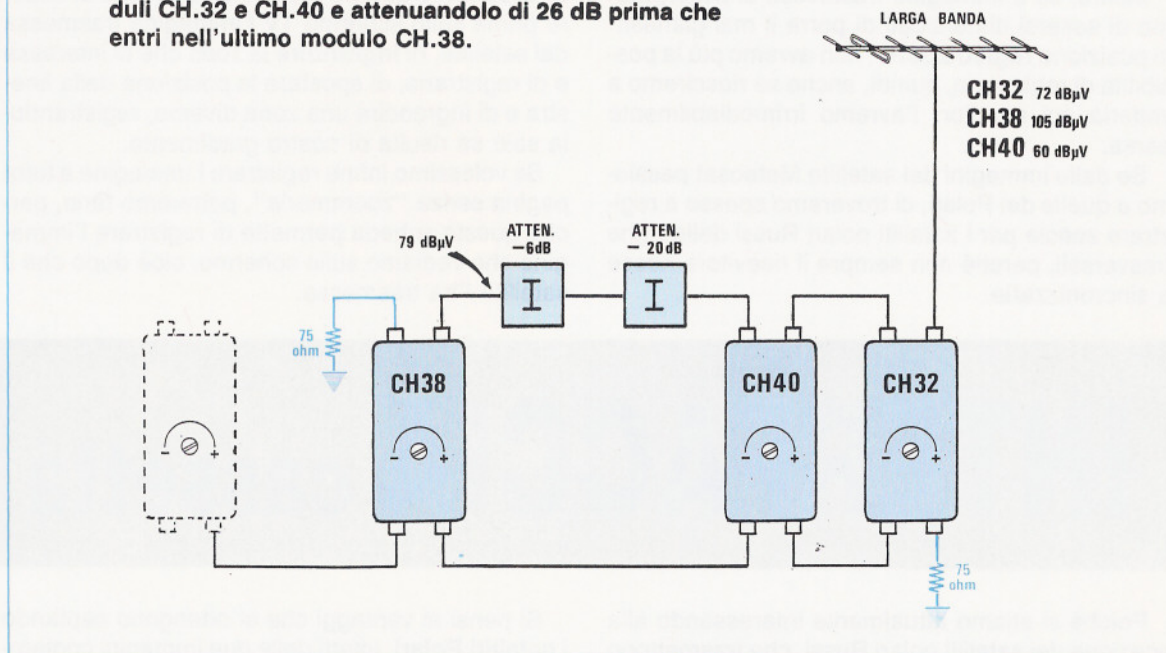 duli CH.32 e CH.40 e attenuandolo di 26 dB prima che
entri nell'ultimo modulo CH.38.
LARGA BANDA
CH32 72 dBµV
CH38 105 dBµV
CH40 60 dBµV
79 dBµV
ATTEN.
– 6dB
ATTEN.
– 20dB
75
ohm
CH38
CH40
CH32
– +
– +
– +
– +
75
ohm